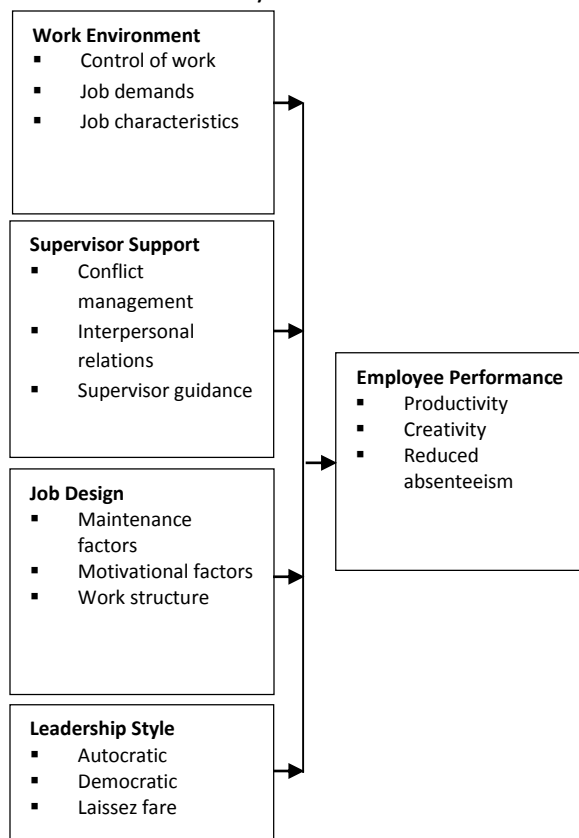 Work Environment
▪ Control of work
▪ Job demands
▪ Job characteristics
Supervisor Support
▪ Conflict
management
▪ Interpersonal
relations
▪ Supervisor guidance
Employee Performance
▪ Productivity
▪ Creativity
▪ Reduced
absenteeism
Job Design
▪ Maintenance
factors
▪ Motivational factors
▪ Work structure
Leadership Style
▪ Autocratic
▪ Democratic
▪ Laissez fare